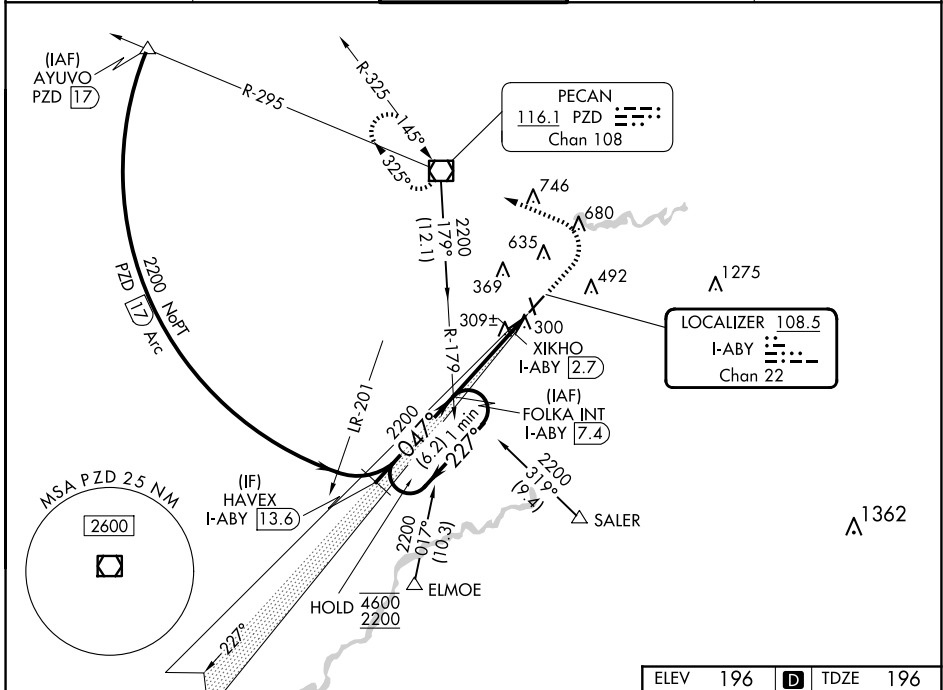 (IAF)
AYUVO
PZD 17
R-295
R-325
145°
325°
PECAN
116.1 PZD
Chan 108
2200
179°
(12.1)
R-179
746
680
635
369
492
1275
309±
300
XIKHO
I-ABY 2.7
LOCALIZER 108.5
I-ABY
Chan 22
2200 NoPT
PZD 17 Arc
LR-201
(IAF)
FOLKA INT
I-ABY 7.4
2200
047°
(6.2)
1 min
227°
(IF)
HAVEX
I-ABY 13.6
2200
319°
(9.4)
SALER
2200
017°
(10.3)
ELMOE
1362
MSA PZD 25 NM
2600
HOLD 4600
2200
227°
ELEV 196 D TDZE 196